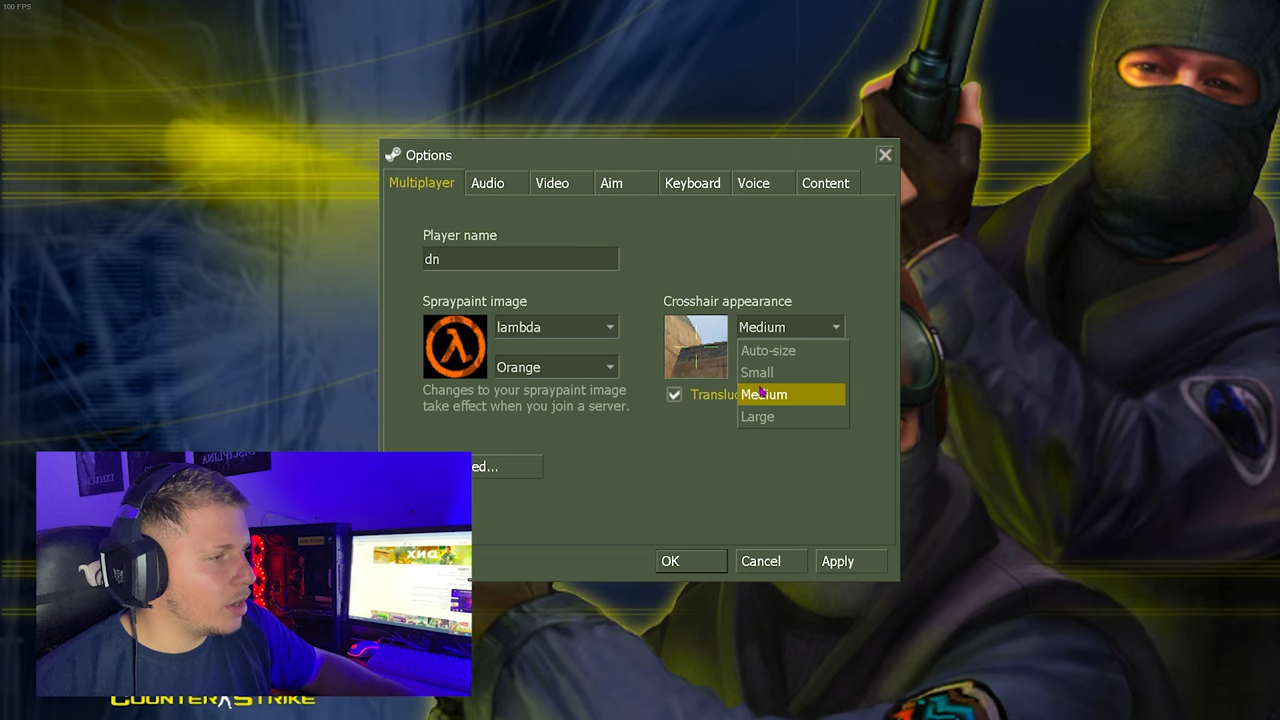 100 FPS
Options
Multiplayer
Audio
Video
Aim
Keyboard
Voice
Content
Player name
dn
Spraypaint image
lambda
Orange
Changes to your spraypaint image
take effect when you join a server.
Crosshair appearance
Medium
Auto-size
Small
Medium
Large
Transluc
ed...
OK
Cancel
Apply
DISCIPLINA
DNX
COUNTER STRIKE